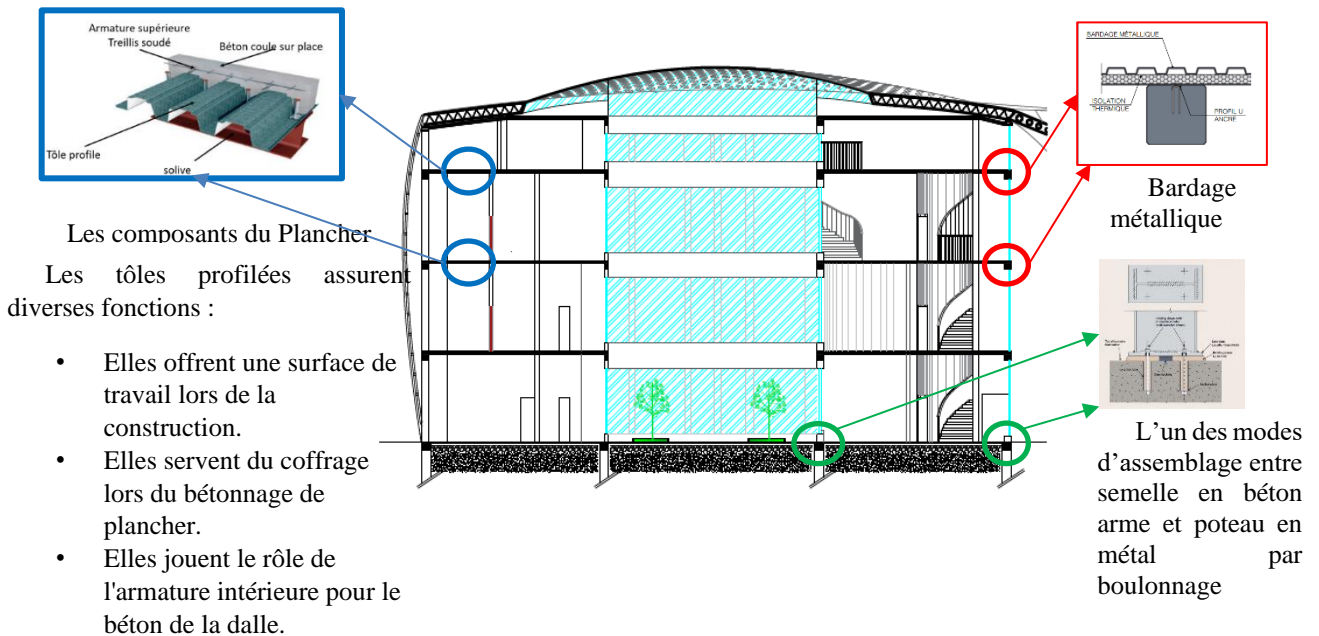 Armature supérieure
Treillis soudé
Béton coule sur place
Tôle profile
solive
Les composants du Plancher
Les tôles profilées assurent
diverses fonctions :
• Elles offrent une surface de
travail lors de la
construction.
• Elles servent du coffrage
lors du bétonnage de
plancher.
• Elles jouent le rôle de
l'armature intérieure pour le
béton de la dalle.
BARDAGE MÉTALLIQUE
ISOLATION
THERMIQUE
PROFIL U
ANCRÉ
Bardage
métallique
L'un des modes
d'assemblage entre
semelle en béton
arme et poteau en
métal par
boulonnage